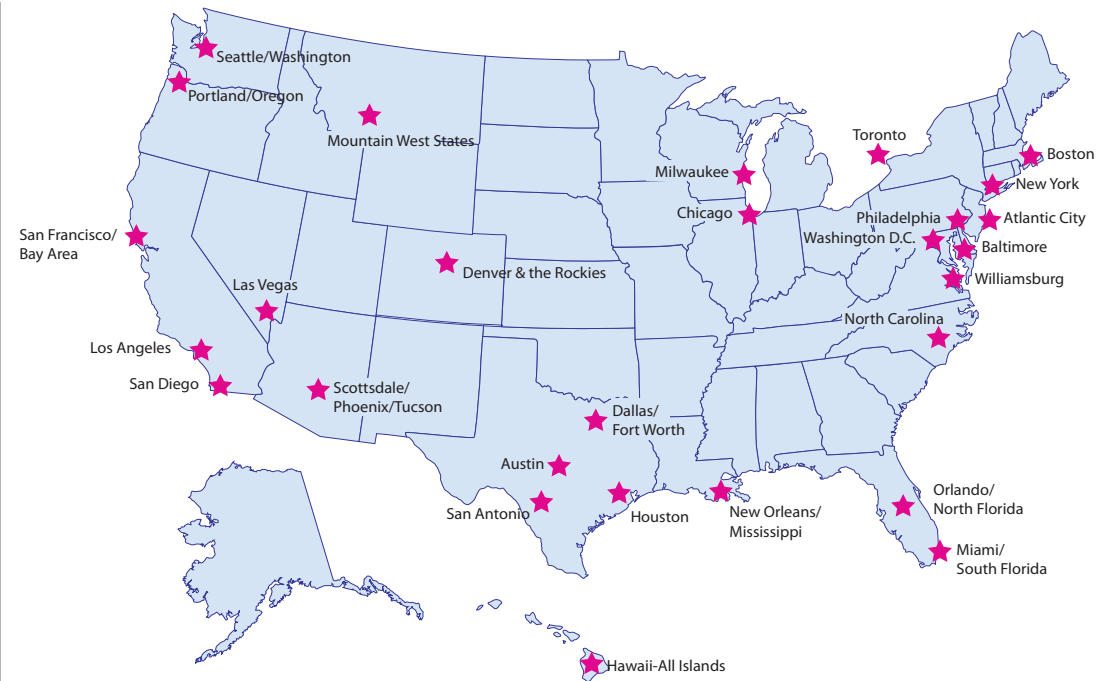 Seattle/Washington
Portland/Oregon
Mountain West States
Toronto
Boston
Milwaukee
New York
Chicago
Philadelphia
Atlantic City
Washington D.C.
Baltimore
San Francisco/
Bay Area
Denver & the Rockies
Williamsburg
Las Vegas
North Carolina
Los Angeles
San Diego
Scottsdale/
Phoenix/Tucson
Dallas/
Fort Worth
Austin
San Antonio
Houston
New Orleans/
Mississippi
Orlando/
North Florida
Miami/
South Florida
Hawaii-All Islands